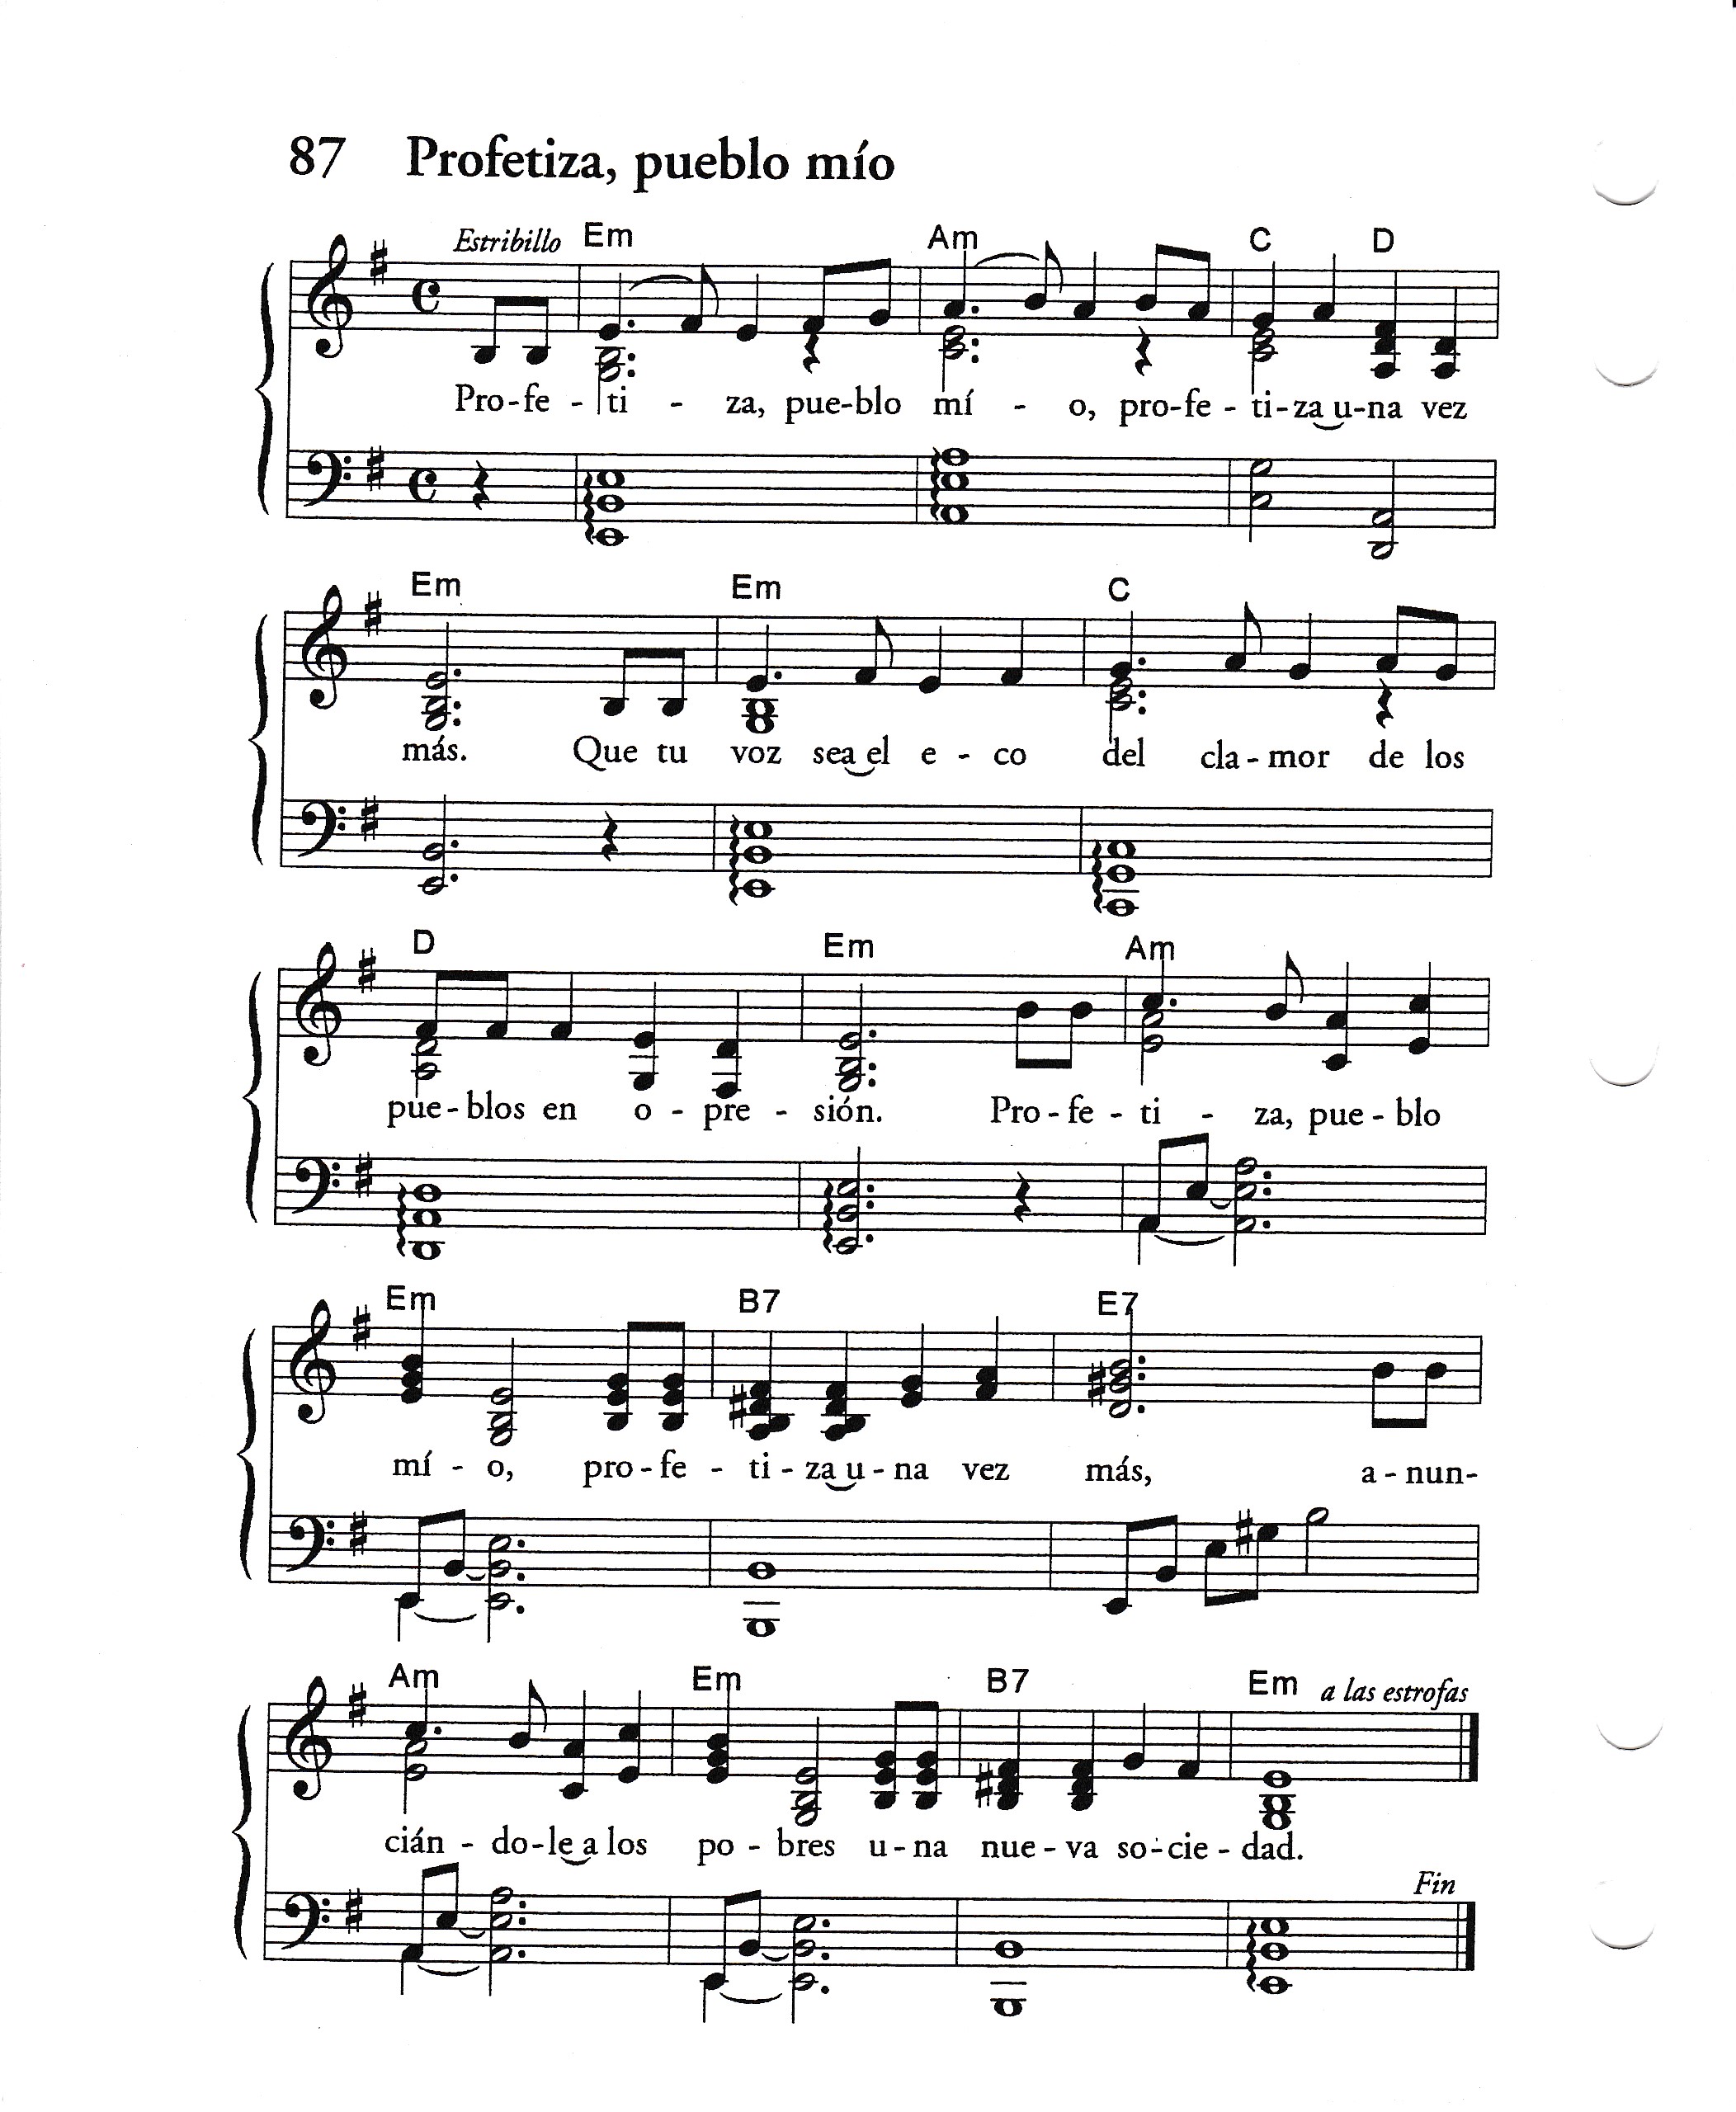 87 Profetiza, pueblo mío
Estribillo Em Am C D
Pro-fe - ti - za, pue-blo mí - o, pro-fe - ti-za u-na vez
Em Em C
más. Que tu voz sea el e - co del cla-mor de los
D Em Am
pue-blos en o-pre - sión. Pro-fe - ti - za, pue-blo
Em B7 E7
mí - o, pro-fe - ti-za u-na vez más, a-nun-
Am Em B7 Em a las estrofas
cián - do-le a los po-bres u-na nue-va so-cie-dad.
Fin